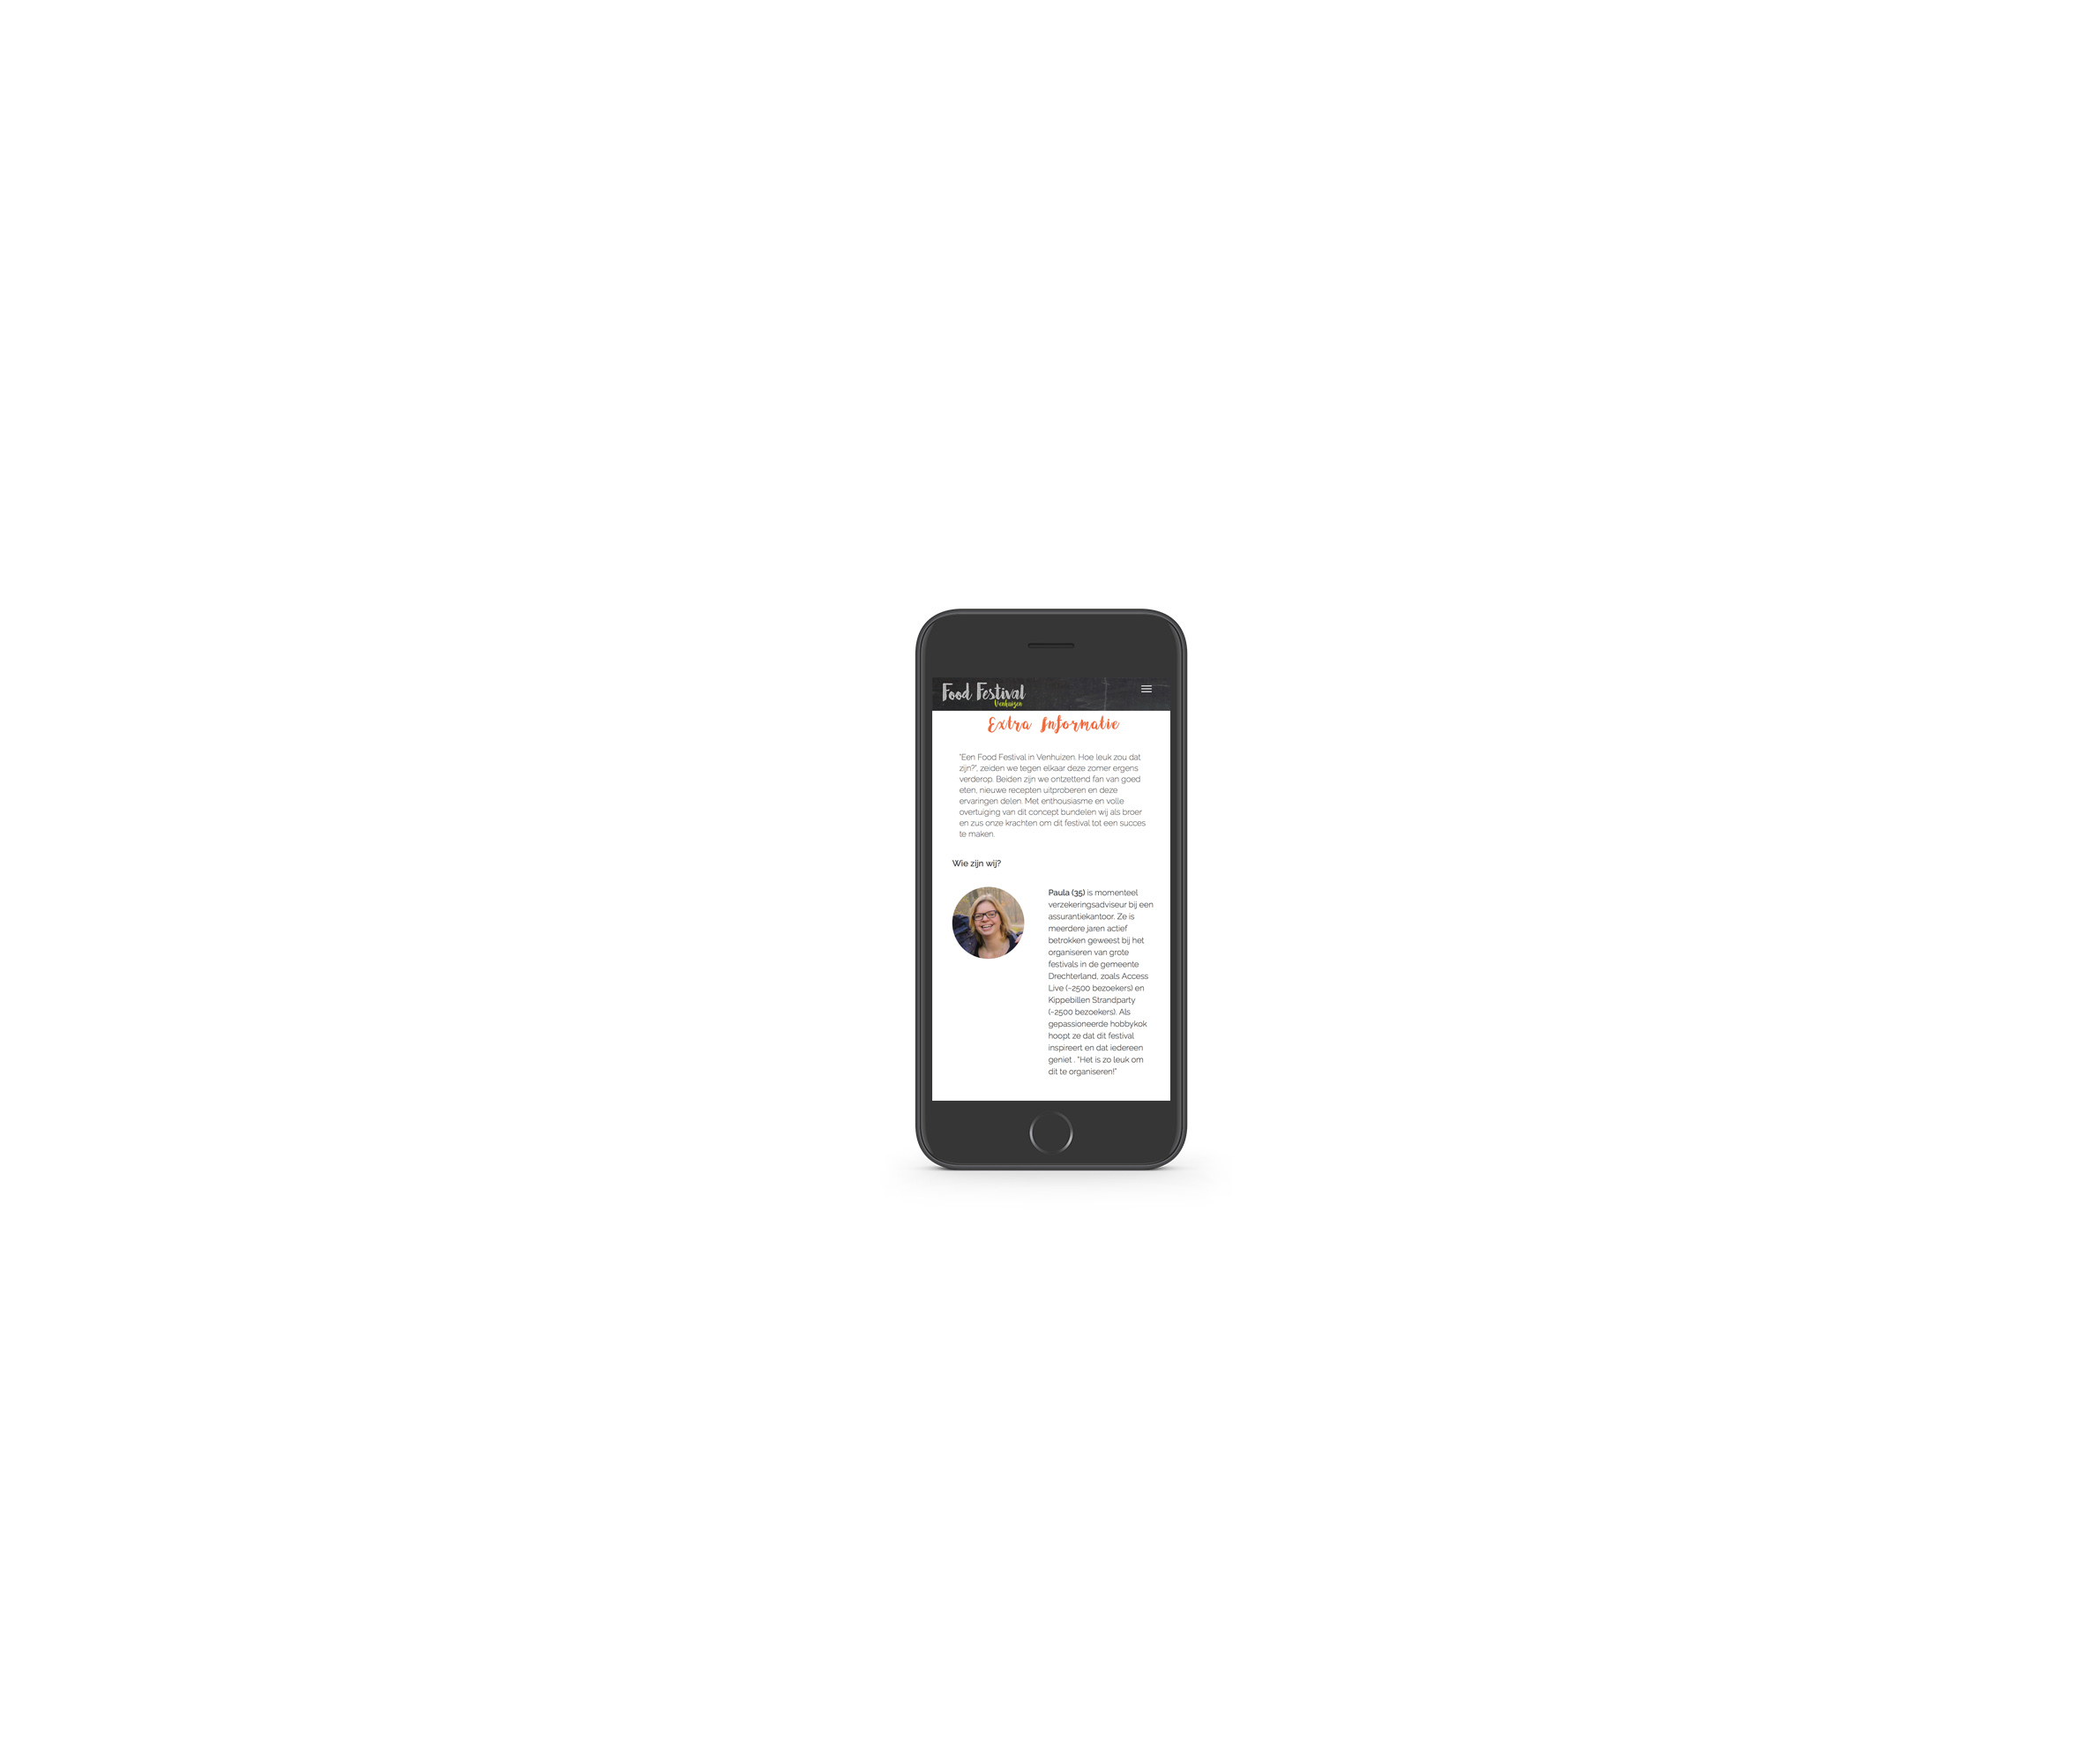 Food Festival
Venhuizen
Extra Informatie
"Een Food Festival in Venhuizen. Hoe leuk zou dat
zijn?", zeiden we tegen elkaar deze zomer ergens
verderop. Beiden zijn we ontzettend fan van goed
eten, nieuwe recepten uitproberen en deze
ervaringen delen. Met enthousiasme en volle
overtuiging van dit concept bundelen wij als broer
en zus onze krachten om dit festival tot een succes
te maken.
Wie zijn wij?
Paula (35) is momenteel
verzekeringsadviseur bij een
assurantiekantoor. Ze is
meerdere jaren actief
betrokken geweest bij het
organiseren van grote
festivals in de gemeente
Drechterland, zoals Access
Live (~2500 bezoekers) en
Kippebillen Strandparty
(~2500 bezoekers). Als
gepassioneerde hobbykok
hoopt ze dat dit festival
inspireert en dat iedereen
geniet . "Het is zo leuk om
dit te organiseren!"